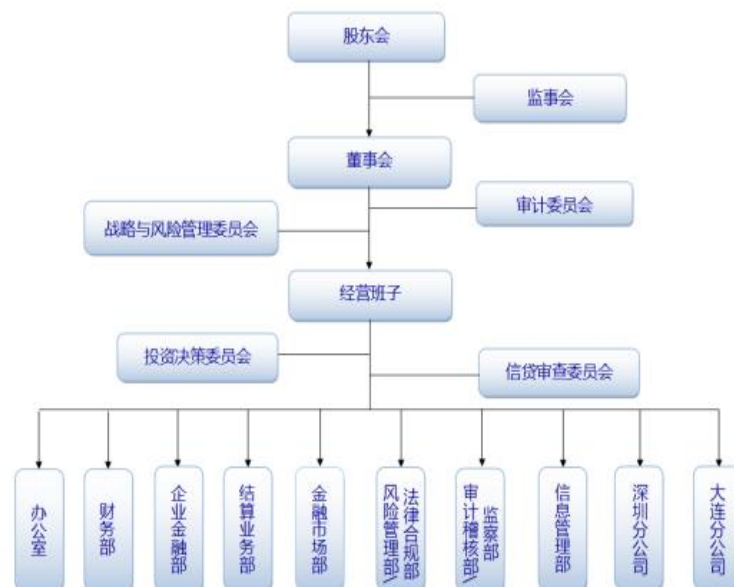 股东会
监事会
董事会
审计委员会
战略与风险管理委员会
经营班子
投资决策委员会
信贷审查委员会
办公室
财务部
企业金融部
结算业务部
金融市场部
风险管理部/
法律合规部
审计稽核部/
监察部
信息管理部
深圳分公司
大连分公司